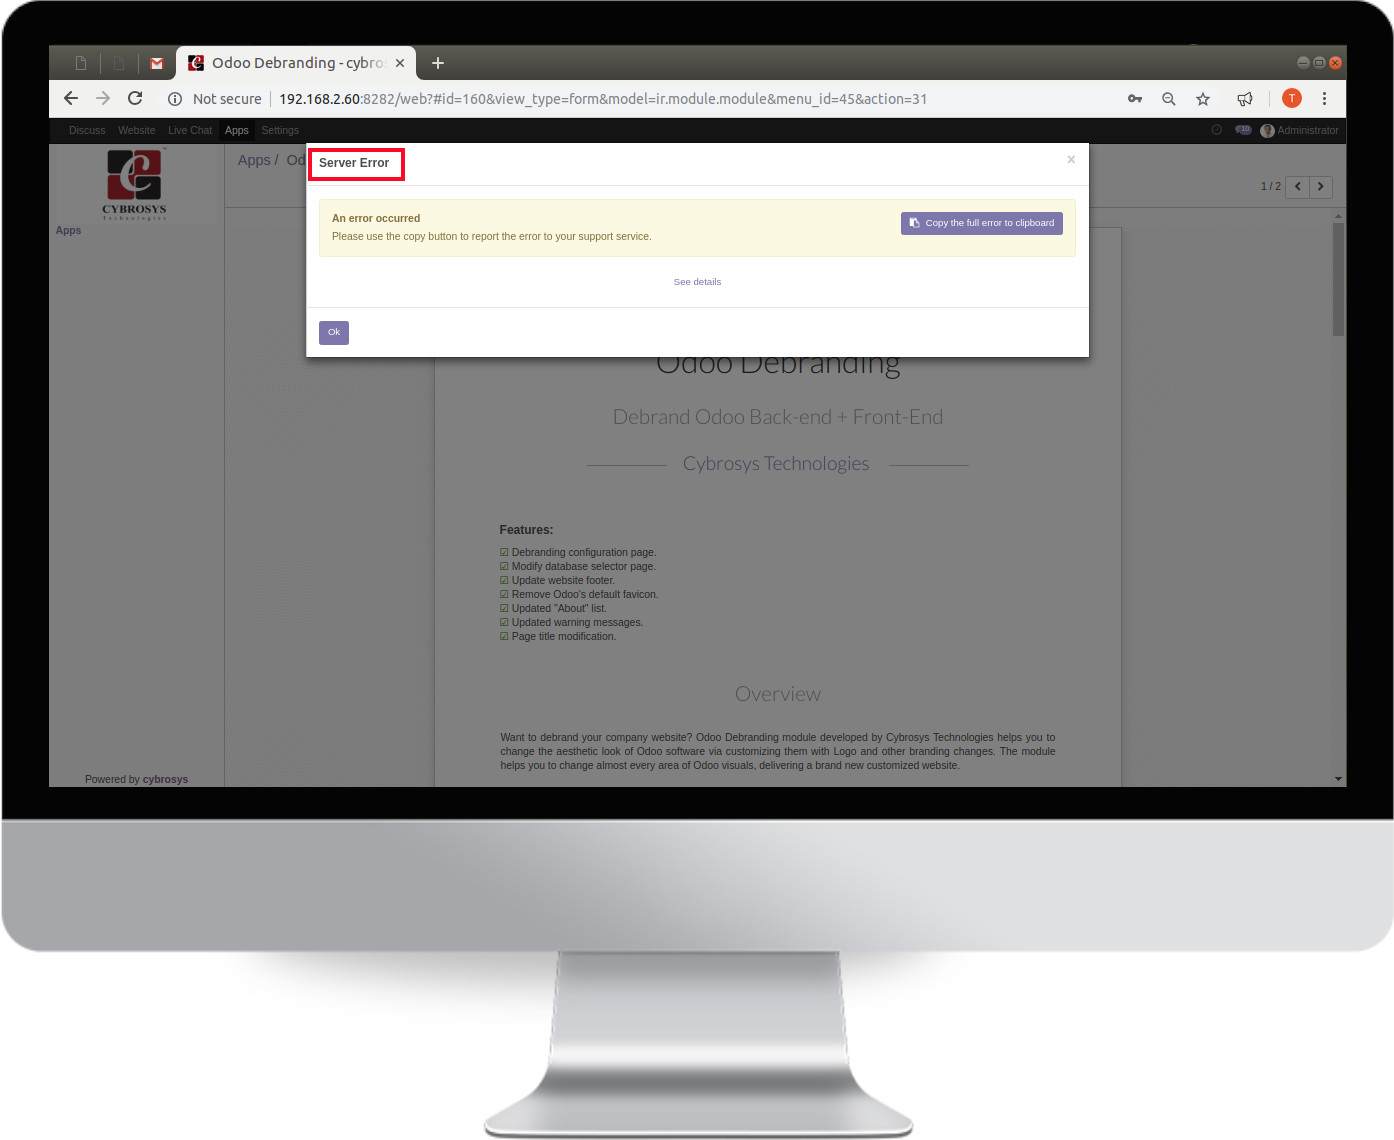 Odoo Debranding - cybro
Not secure
192.168.2.60:8282/web?#id=160&view_type=form&model=ir.module.module&menu_id=45&action=31
T
Discuss Website Live Chat Apps Settings
10 Administrator
CYBROSYS
Technologies
Apps / Od
1 / 2
Apps
Server Error
×
An error occurred
Please use the copy button to report the error to your support service.
Copy the full error to clipboard
See details
Ok
Odoo Debranding
Debrand Odoo Back-end + Front-End
Cybrosys Technologies
Features:
☑ Debranding configuration page.
☑ Modify database selector page.
☑ Update website footer.
☑ Remove Odoo's default favicon.
☑ Updated "About" list.
☑ Updated warning messages.
☑ Page title modification.
Overview
Want to debrand your company website? Odoo Debranding module developed by Cybrosys Technologies helps you to
change the aesthetic look of Odoo software via customizing them with Logo and other branding changes. The module
helps you to change almost every area of Odoo visuals, delivering a brand new customized website.
Powered by cybrosys